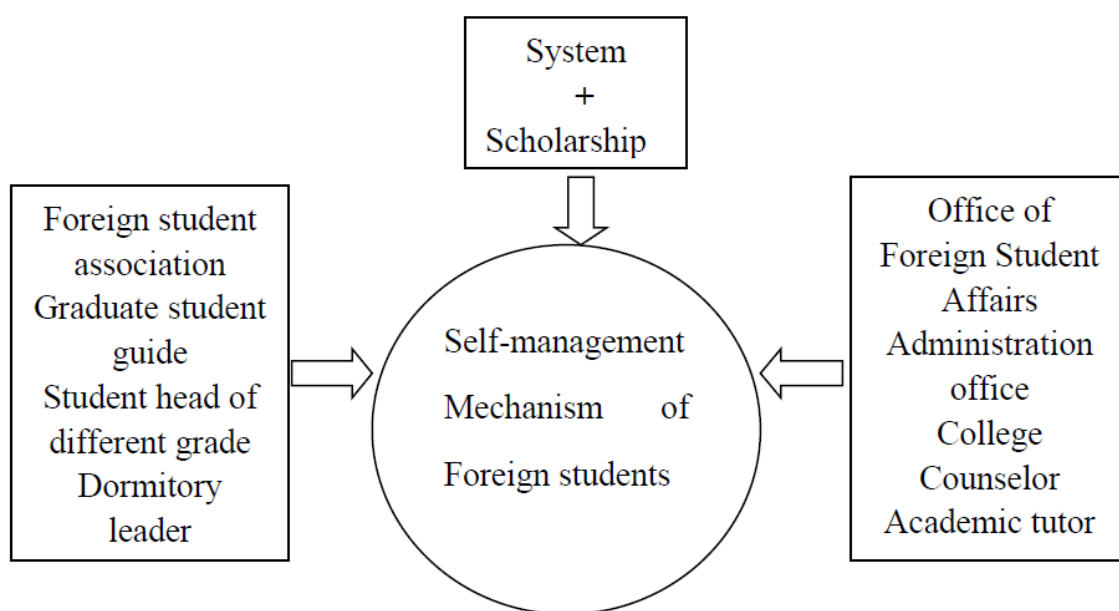 System
+
Scholarship
Foreign student
association
Graduate student
guide
Student head of
different grade
Dormitory
leader
Self-management
Mechanism of
Foreign students
Office of
Foreign Student
Affairs
Administration
office
College
Counselor
Academic tutor